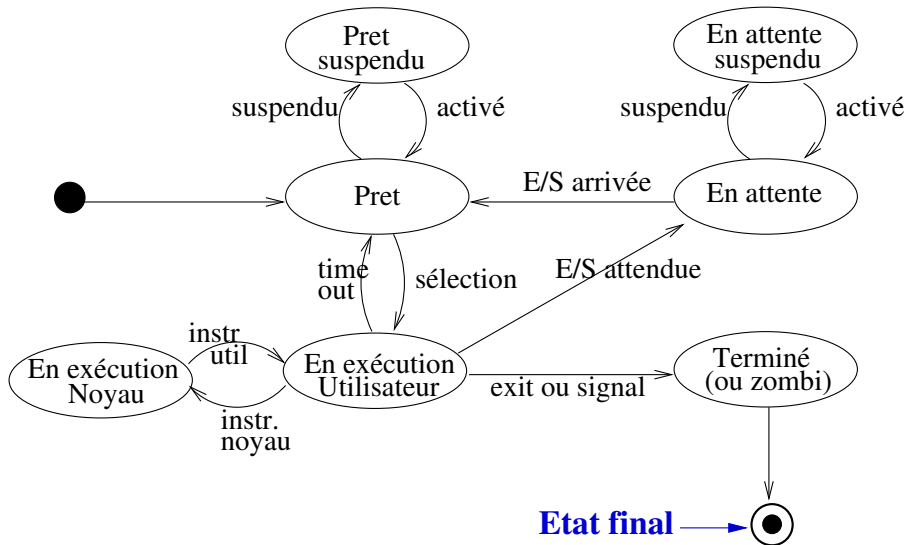 Pret
suspendu
En attente
suspendu
suspendu
activé
suspendu
activé
E/S arrivée
Pret
En attente
time
out
sélection
E/S attendue
instr
util
En exécution
Noyau
En exécution
Utilisateur
Terminé
(ou zombi)
exit ou signal
instr.
noyau
Etat final